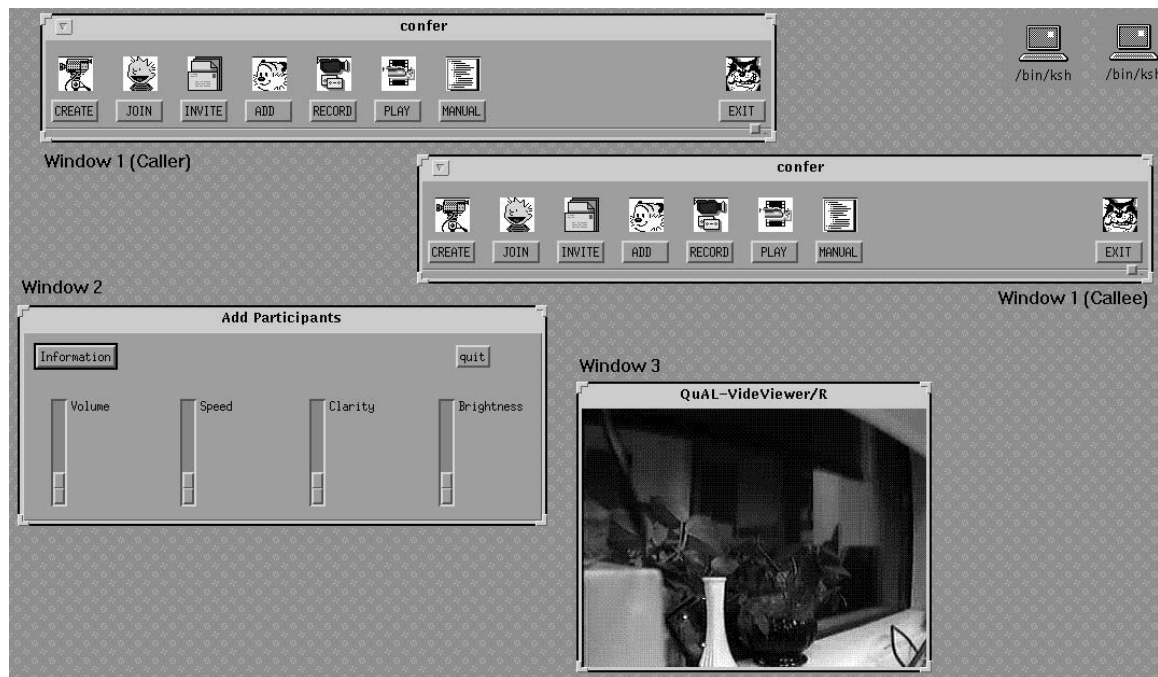 confer
CREATE JOIN INVITE ADD RECORD PLAY MANUAL EXIT
/bin/ksh /bin/ksh
Window 1 (Caller)
confer
CREATE JOIN INVITE ADD RECORD PLAY MANUAL EXIT
Window 1 (Callee)
Window 2
Add Participants
Information quit
Volume Speed Clarity Brightness
Window 3
QuAL-VideViewer/R